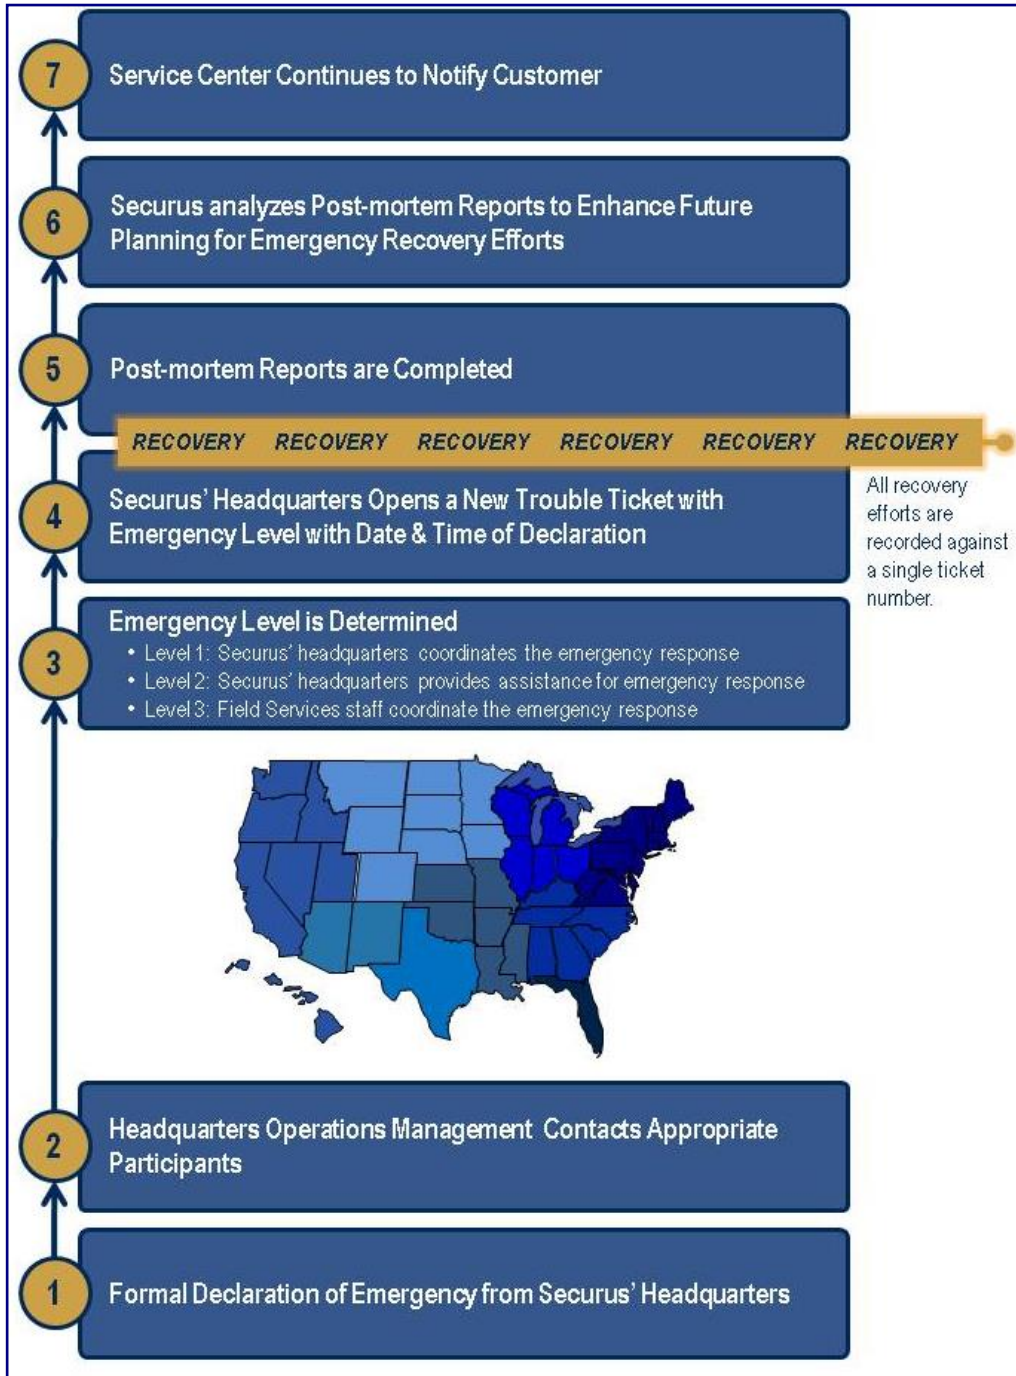 7
Service Center Continues to Notify Customer
6
Securus analyzes Post-mortem Reports to Enhance Future
Planning for Emergency Recovery Efforts
5
Post-mortem Reports are Completed
RECOVERY RECOVERY RECOVERY RECOVERY RECOVERY RECOVERY
4
Securus' Headquarters Opens a New Trouble Ticket with
Emergency Level with Date & Time of Declaration
All recovery
efforts are
recorded against
a single ticket
number.
3
Emergency Level is Determined
• Level 1: Securus' headquarters coordinates the emergency response
• Level 2: Securus' headquarters provides assistance for emergency response
• Level 3: Field Services staff coordinate the emergency response
2
Headquarters Operations Management Contacts Appropriate
Participants
1
Formal Declaration of Emergency from Securus' Headquarters